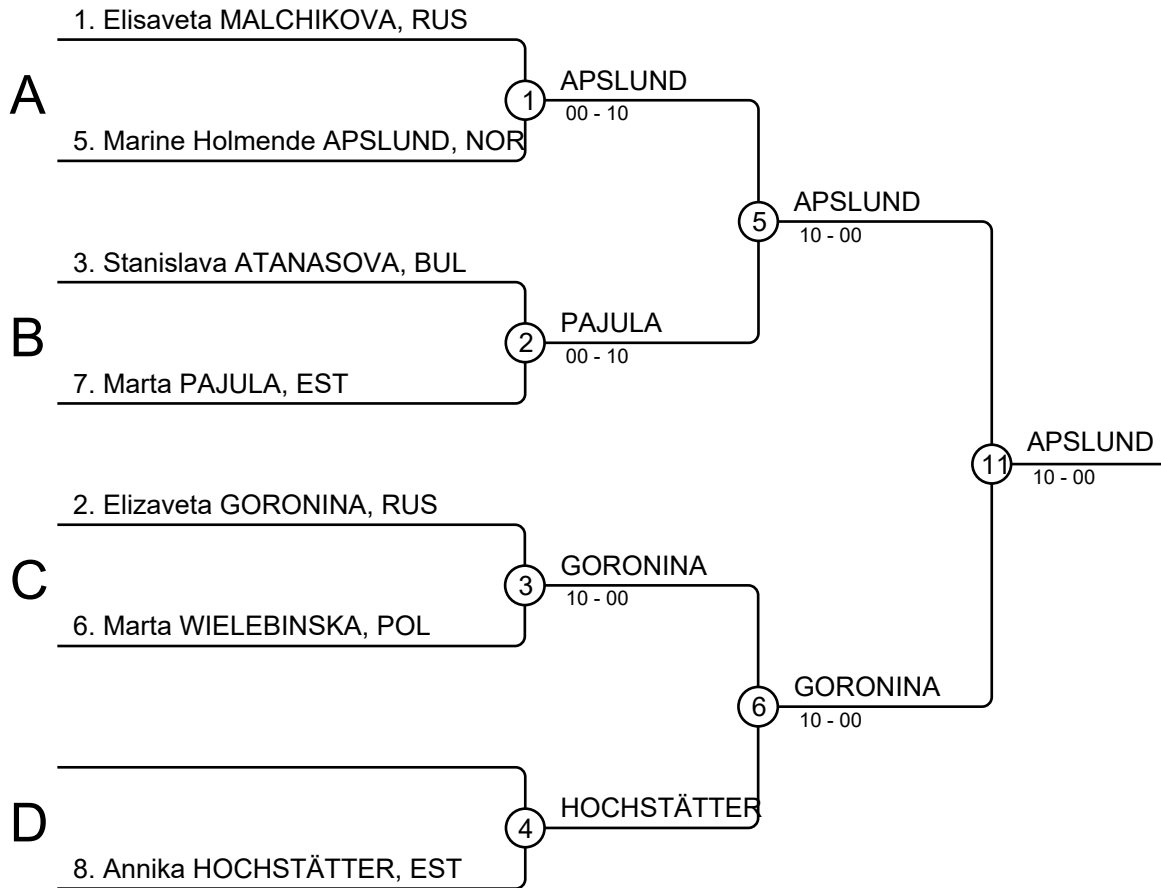 1. Elisaveta MALCHIKOVA, RUS
A
1
APSLUND
00 - 10
5. Marine Holmende APSLUND, NOR
5
APSLUND
10 - 00
3. Stanislava ATANASOVA, BUL
B
2
PAJULA
00 - 10
7. Marta PAJULA, EST
11
APSLUND
10 - 00
2. Elizaveta GORONINA, RUS
C
3
GORONINA
10 - 00
6. Marta WIELEBINSKA, POL
6
GORONINA
10 - 00
D
4
HOCHSTÄTTER
8. Annika HOCHSTÄTTER, EST